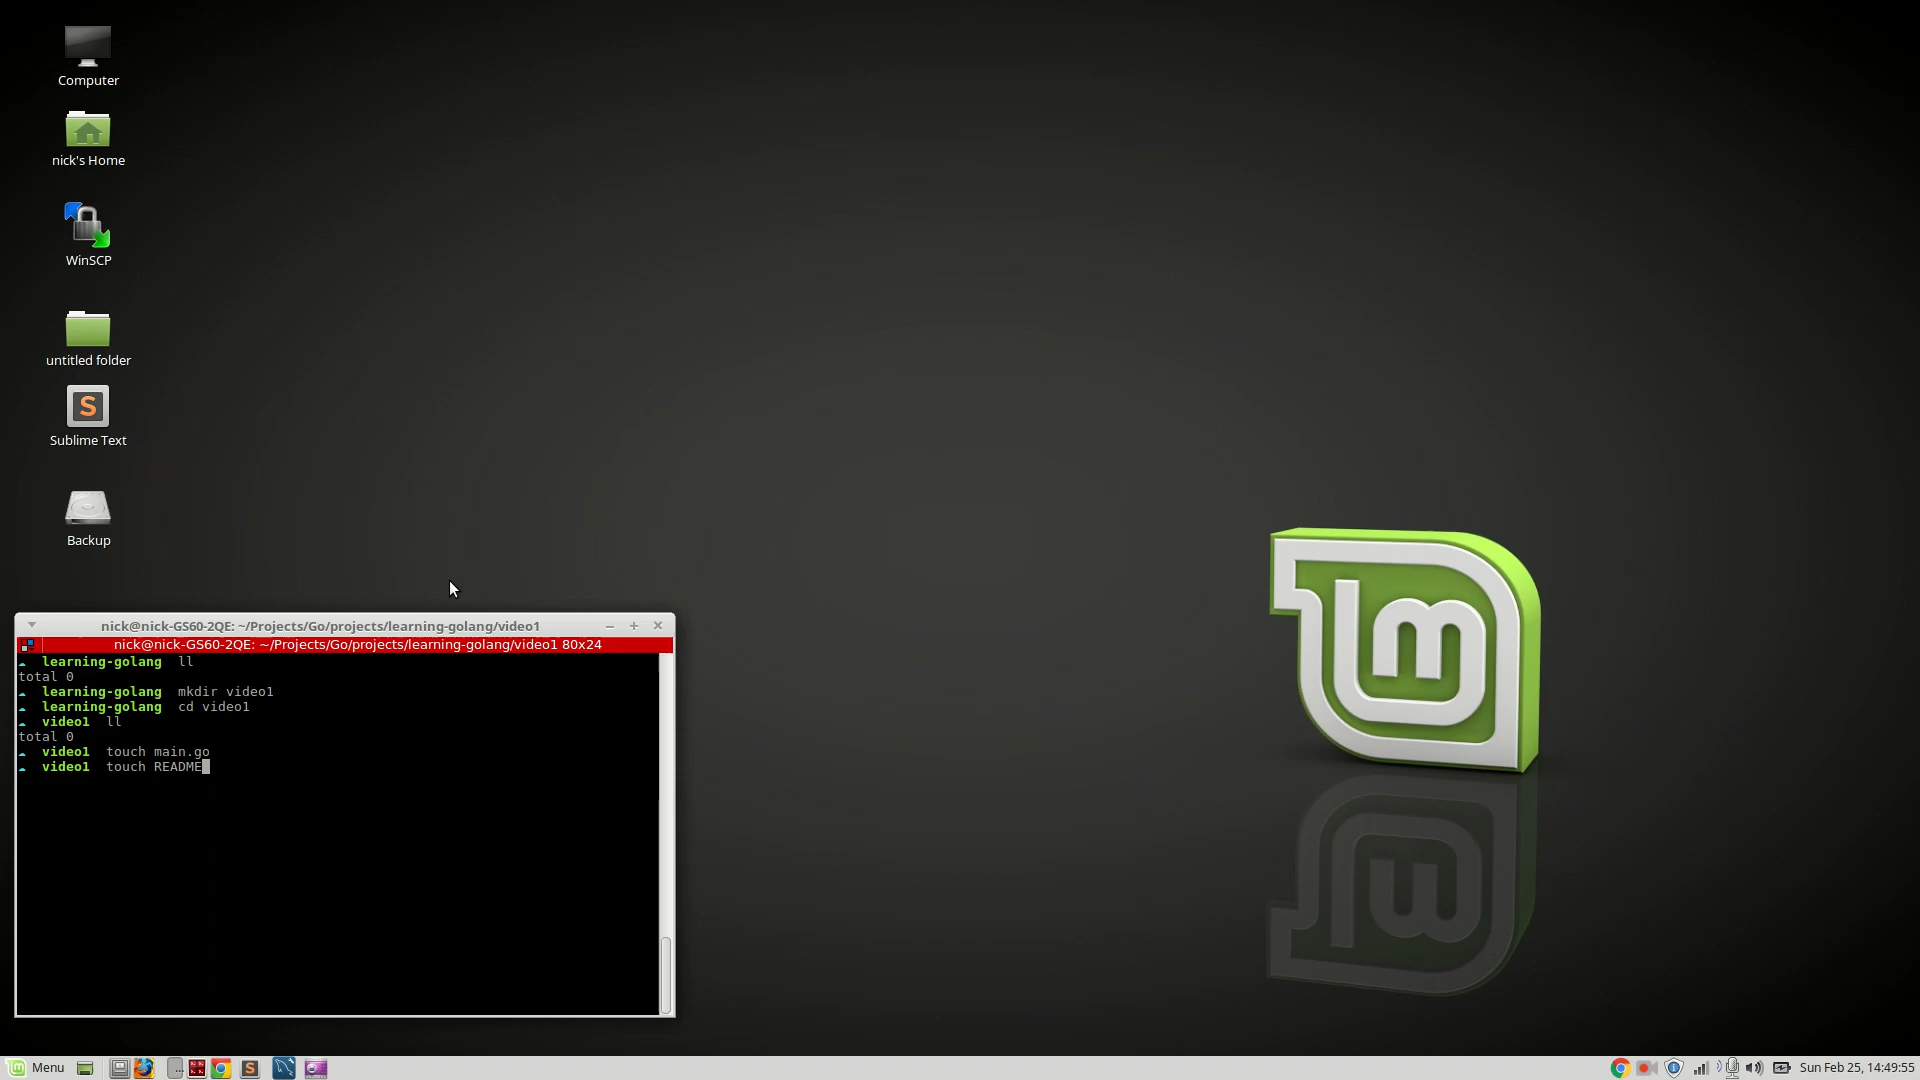 Computer
nick's Home
WinSCP
untitled folder
S
Sublime Text
Backup
nick@nick-GS60-2QE: ~/Projects/Go/projects/learning-golang/video1
nick@nick-GS60-2QE: ~/Projects/Go/projects/learning-golang/video1 80x24
learning-golang ll
total 0
learning-golang mkdir video1
learning-golang cd video1
video1 ll
total 0
video1 touch main.go
video1 touch README
Menu
...
S
Sun Feb 25, 14:49:55